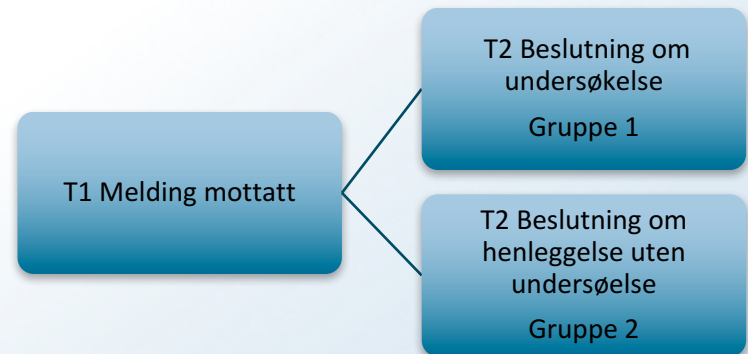 T2 Beslutning om
undersøkelse
Gruppe 1
T1 Melding mottatt
T2 Beslutning om
henleggelse uten
undersøelse
Gruppe 2